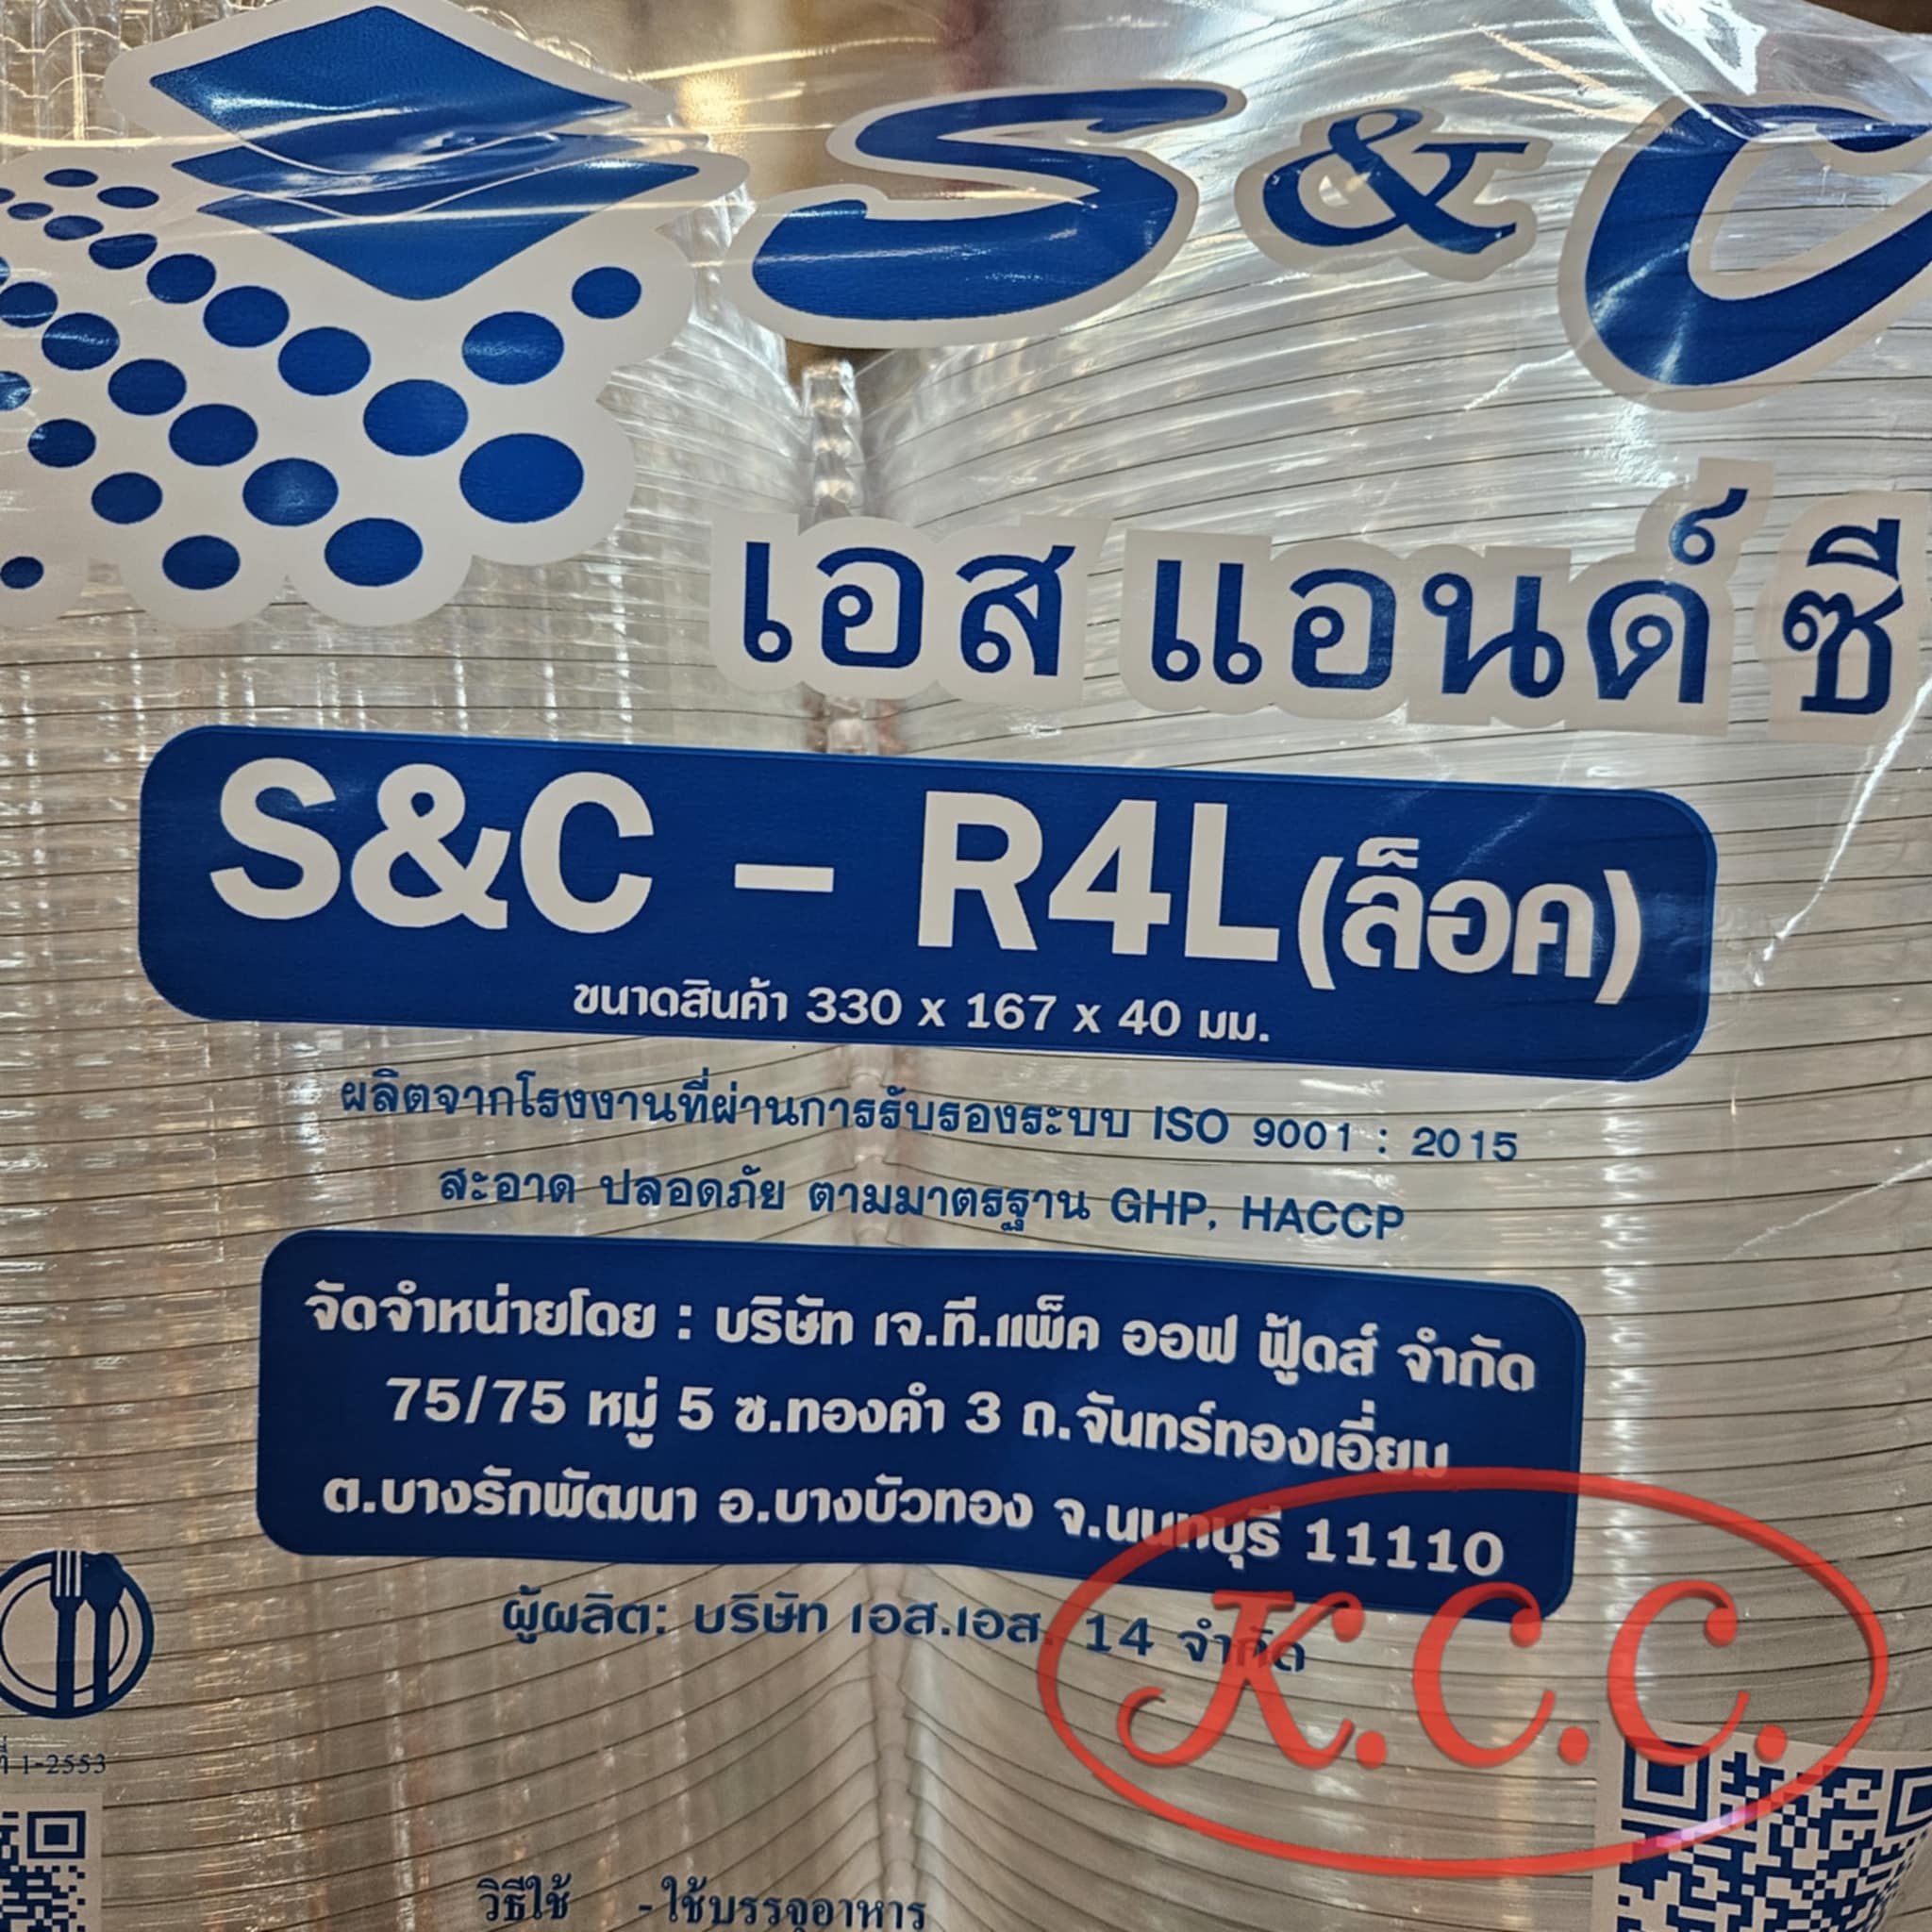 S&C
เอส แอนด์ ซี
S&C - R4L (ล็อค)
ขนาดสินค้า 330 x 167 x 40 มม.
ผลิตจากโรงงานที่ผ่านการรับรองระบบ ISO 9001 : 2015
สะอาด ปลอดภัย ตามมาตรฐาน GHP, HACCP
จัดจำหน่ายโดย : บริษัท เจ.ที.แพ็ค ออฟ ฟู้ดส์ จำกัด
75/75 หมู่ 5 ซ.ทองคำ 3 ถ.จันทร์ทองเอี่ยม
ต.บางรักพัฒนา อ.บางบัวทอง จ.นนทบุรี 11110
ผู้ผลิต: บริษัท เอส.เอส. 14 จำกัด
K.C.C.
1-2553
วิธีใช้ -ใช้บรรจุอาหาร